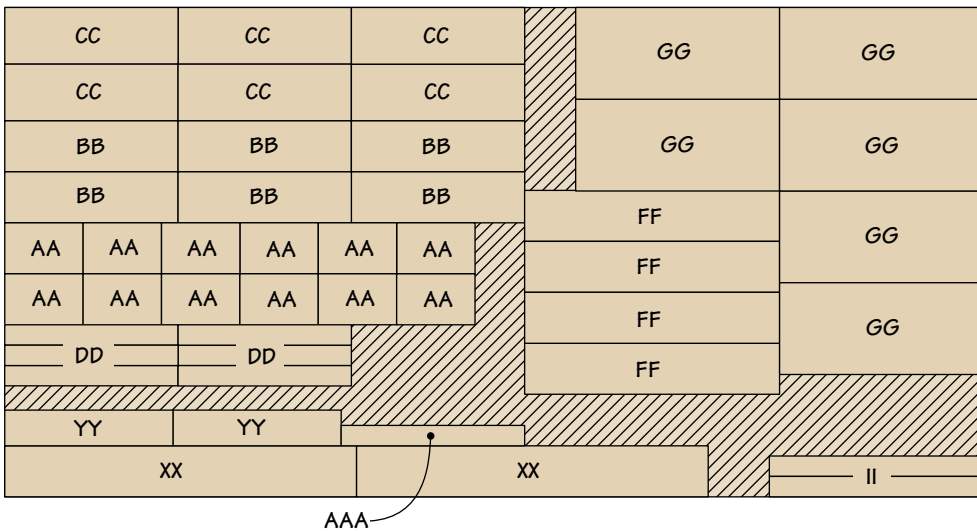 CC CC CC GG GG
CC CC CC
BB BB BB GG GG
BB BB BB
FF
AA AA AA AA AA AA GG
FF
AA AA AA AA AA AA
FF GG
DD DD
FF
YY YY
XX XX II
AAA